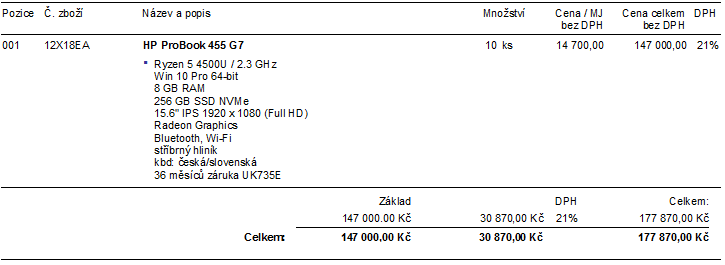 Pozice Č. zboží Název a popis Množství Cena / MJ bez DPH Cena celkem bez DPH DPH
001 12X18EA HP ProBook 455 G7 10 ks 14 700,00 147 000,00 21%
▪ Ryzen 5 4500U / 2.3 GHz
Win 10 Pro 64-bit
8 GB RAM
256 GB SSD NVMe
15.6" IPS 1920 x 1080 (Full HD)
Radeon Graphics
Bluetooth, Wi-Fi
stříbrný hliník
kbd: česká/slovenská
36 měsíců záruka UK735E
Základ DPH Celkem:
147 000.00 Kč 30 870,00 Kč 21% 177 870,00 Kč
Celkem: 147 000,00 Kč 30 870,00 Kč 177 870,00 Kč